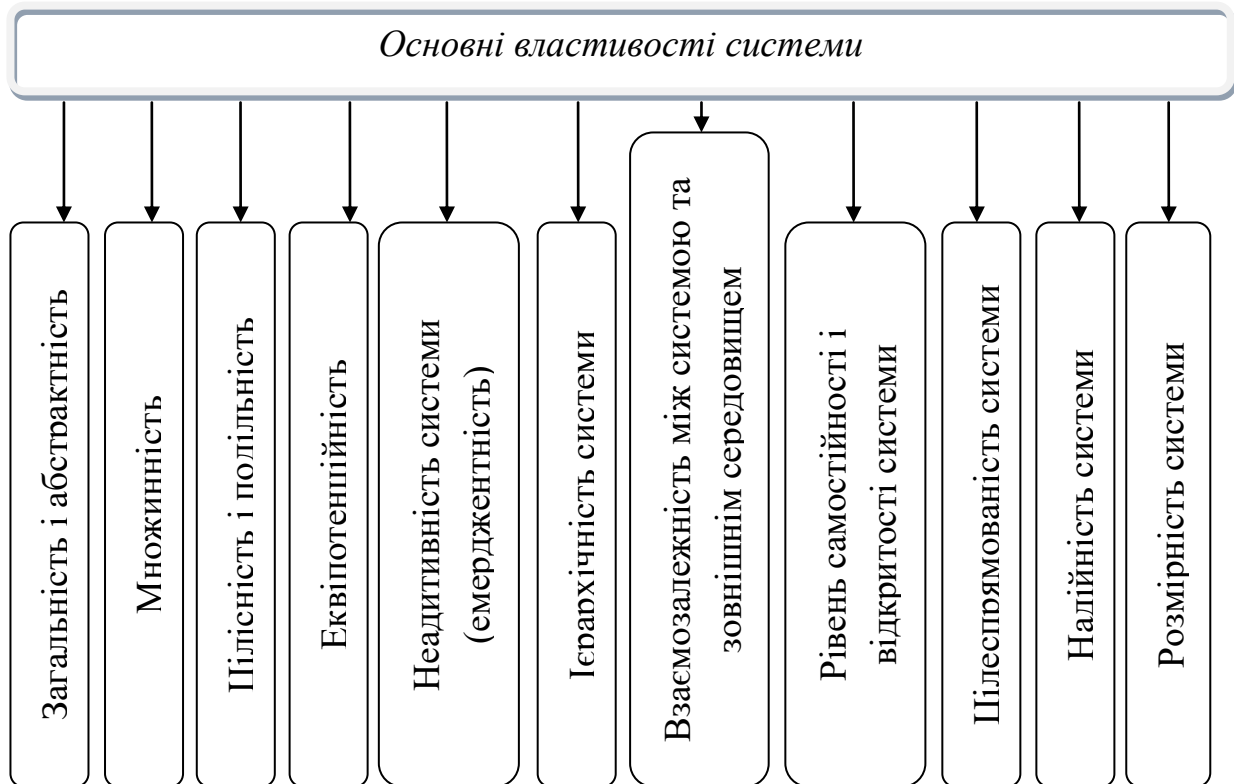 Основні властивості системи
Загальність і абстрактність
Множинність
Цілісність і подільність
Еквіпотенційність
Неадитивність системи
(емерджентність)
Ієрархічність системи
Взаємозалежність між системою та
зовнішнім середовищем
Рівень самостійності і
відкритості системи
Цілеспрямованість системи
Надійність системи
Розмірність системи